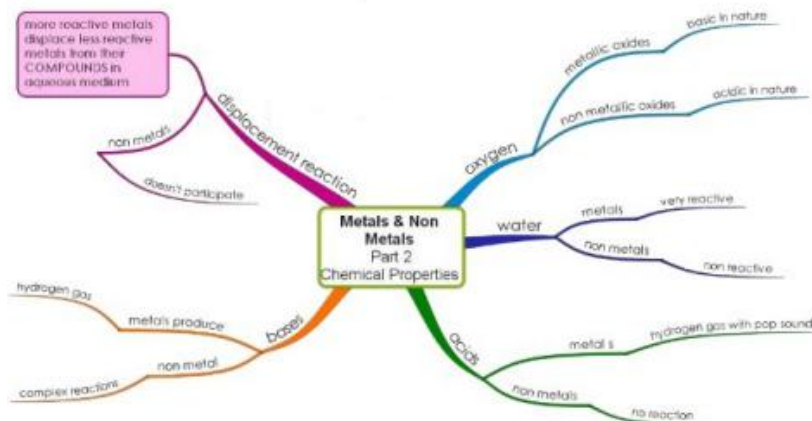 more reactive metals
displace less reactive
metals from their
COMPOUNDS in
aqueous medium
displacement reaction
non metals
doesn't participate
Metals & Non
Metals
Part 2
Chemical Properties
oxygen
metallic oxides
basic in nature
non metallic oxides
acidic in nature
water
metals
very reactive
non metals
non reactive
acids
metal s
hydrogen gas with pop sound
non metals
no reaction
bases
metals produce
hydrogen gas
non metal
complex reactions